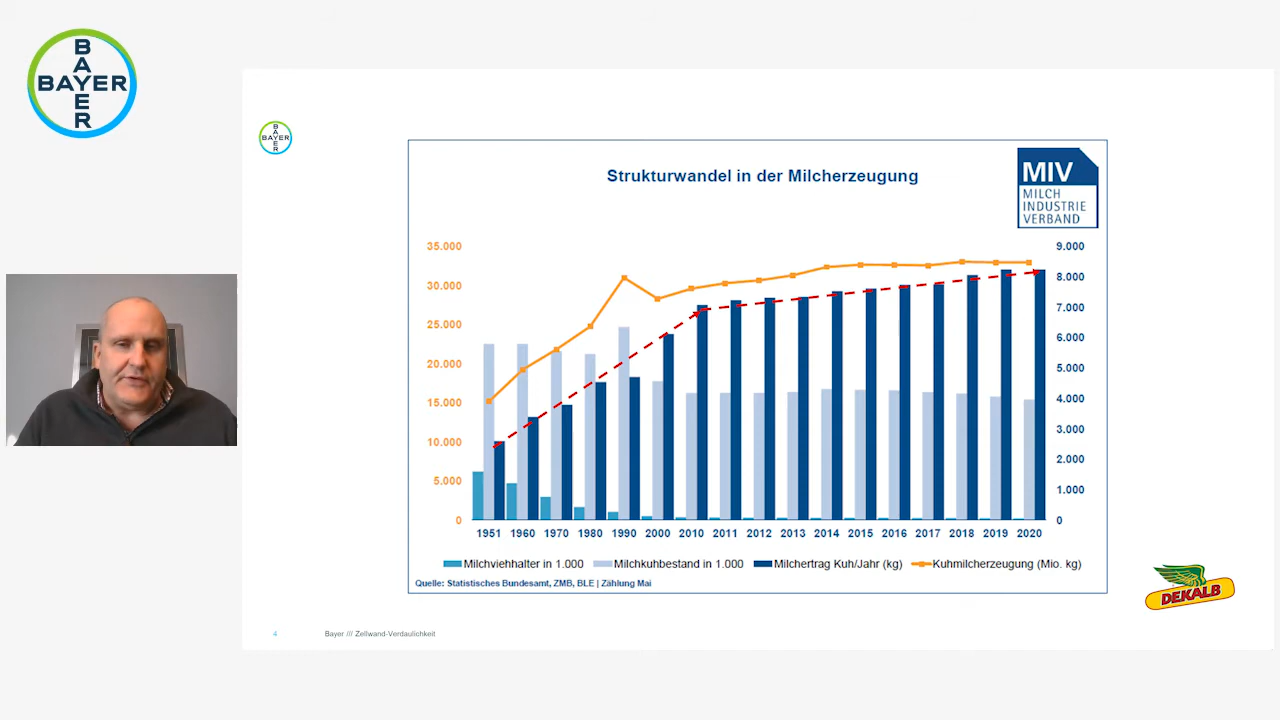 BAYER
BAYER
BAYER
BAYER
Strukturwandel in der Milcherzeugung
MIV
MILCH
INDUSTRIE
VERBAND
35.000
30.000
25.000
20.000
15.000
10.000
5.000
0
9.000
8.000
7.000
6.000
5.000
4.000
3.000
2.000
1.000
0
1951 1960 1970 1980 1990 2000 2010 2011 2012 2013 2014 2015 2016 2017 2018 2019 2020
Milchviehhalter in 1.000 Milchkuhbestand in 1.000 Milchertrag Kuh/Jahr (kg) Kuhmilcherzeugung (Mio. kg)
Quelle: Statistisches Bundesamt, ZMB, BLE | Zählung Mai
DEKALB
4 Bayer /// Zellwand-Verdaulichkeit